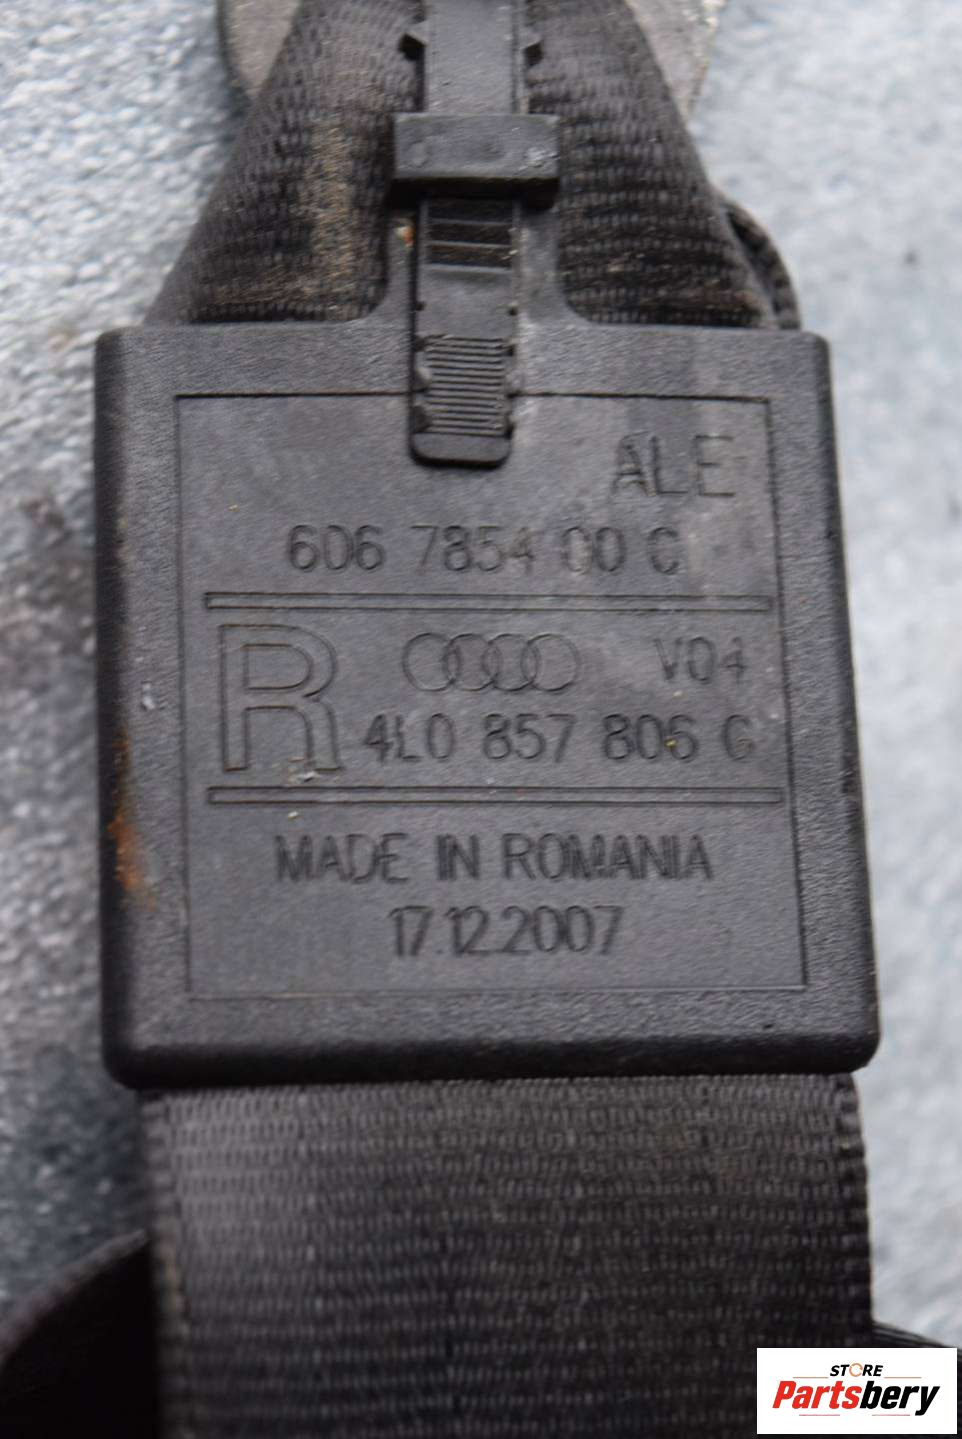 ALE
606 7854 00 C
R V04
4L0 857 806 G
MADE IN ROMANIA
17.12.2007
STORE
Partsbery